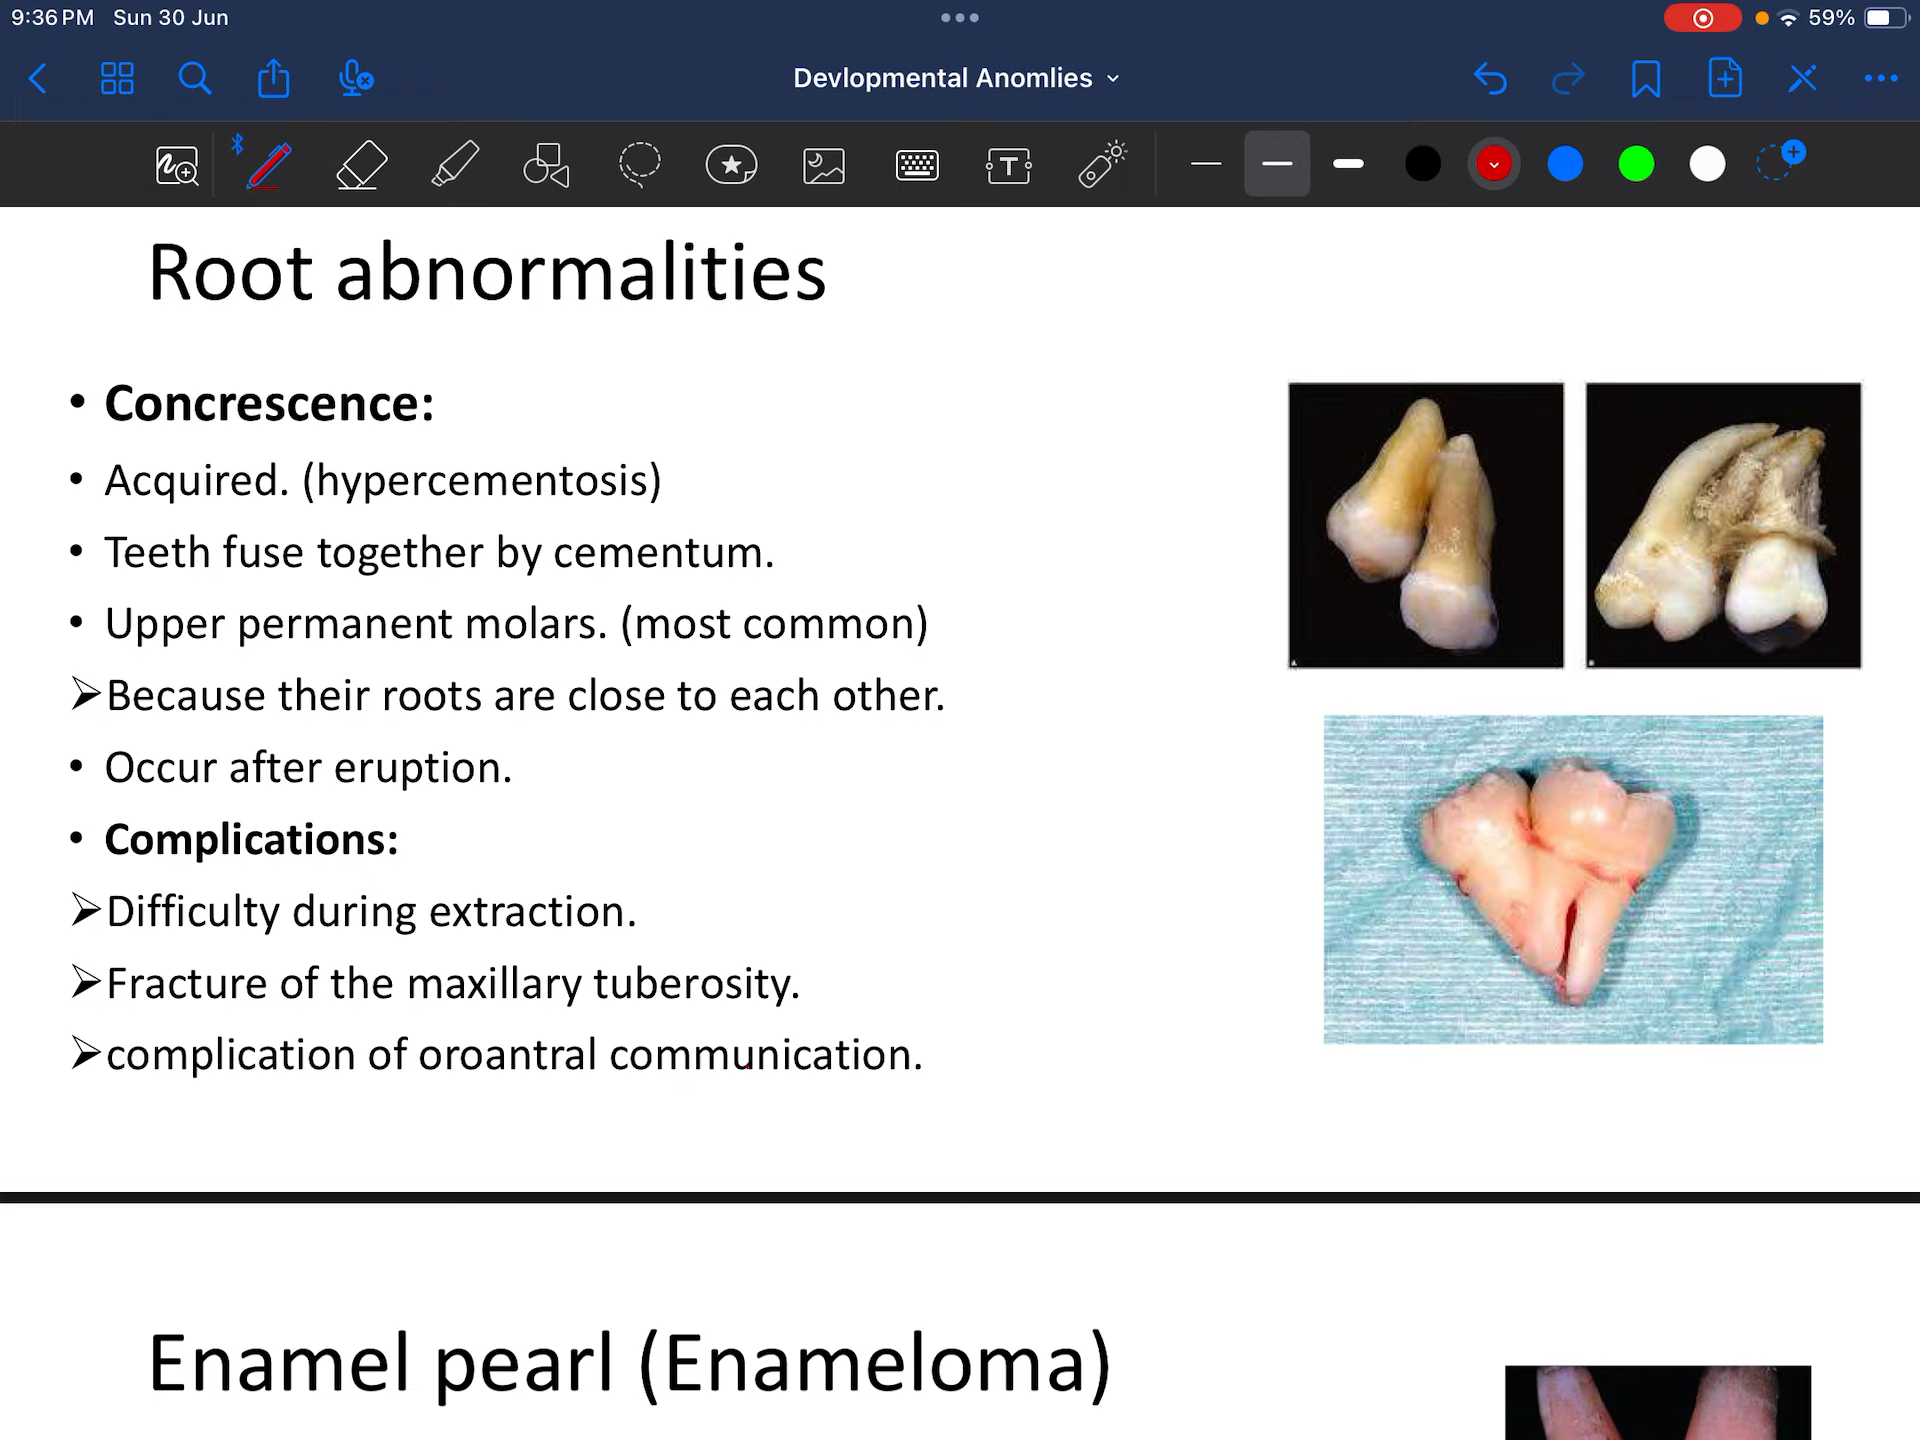 9:36 PM Sun 30 Jun
59%
Devlopmental Anomlies
T
Root abnormalities
• Concrescence:
• Acquired. (hypercementosis)
• Teeth fuse together by cementum.
• Upper permanent molars. (most common)
➢Because their roots are close to each other.
• Occur after eruption.
• Complications:
➢Difficulty during extraction.
➢Fracture of the maxillary tuberosity.
➢complication of oroantral communication.
A
B
Enamel pearl (Enameloma)